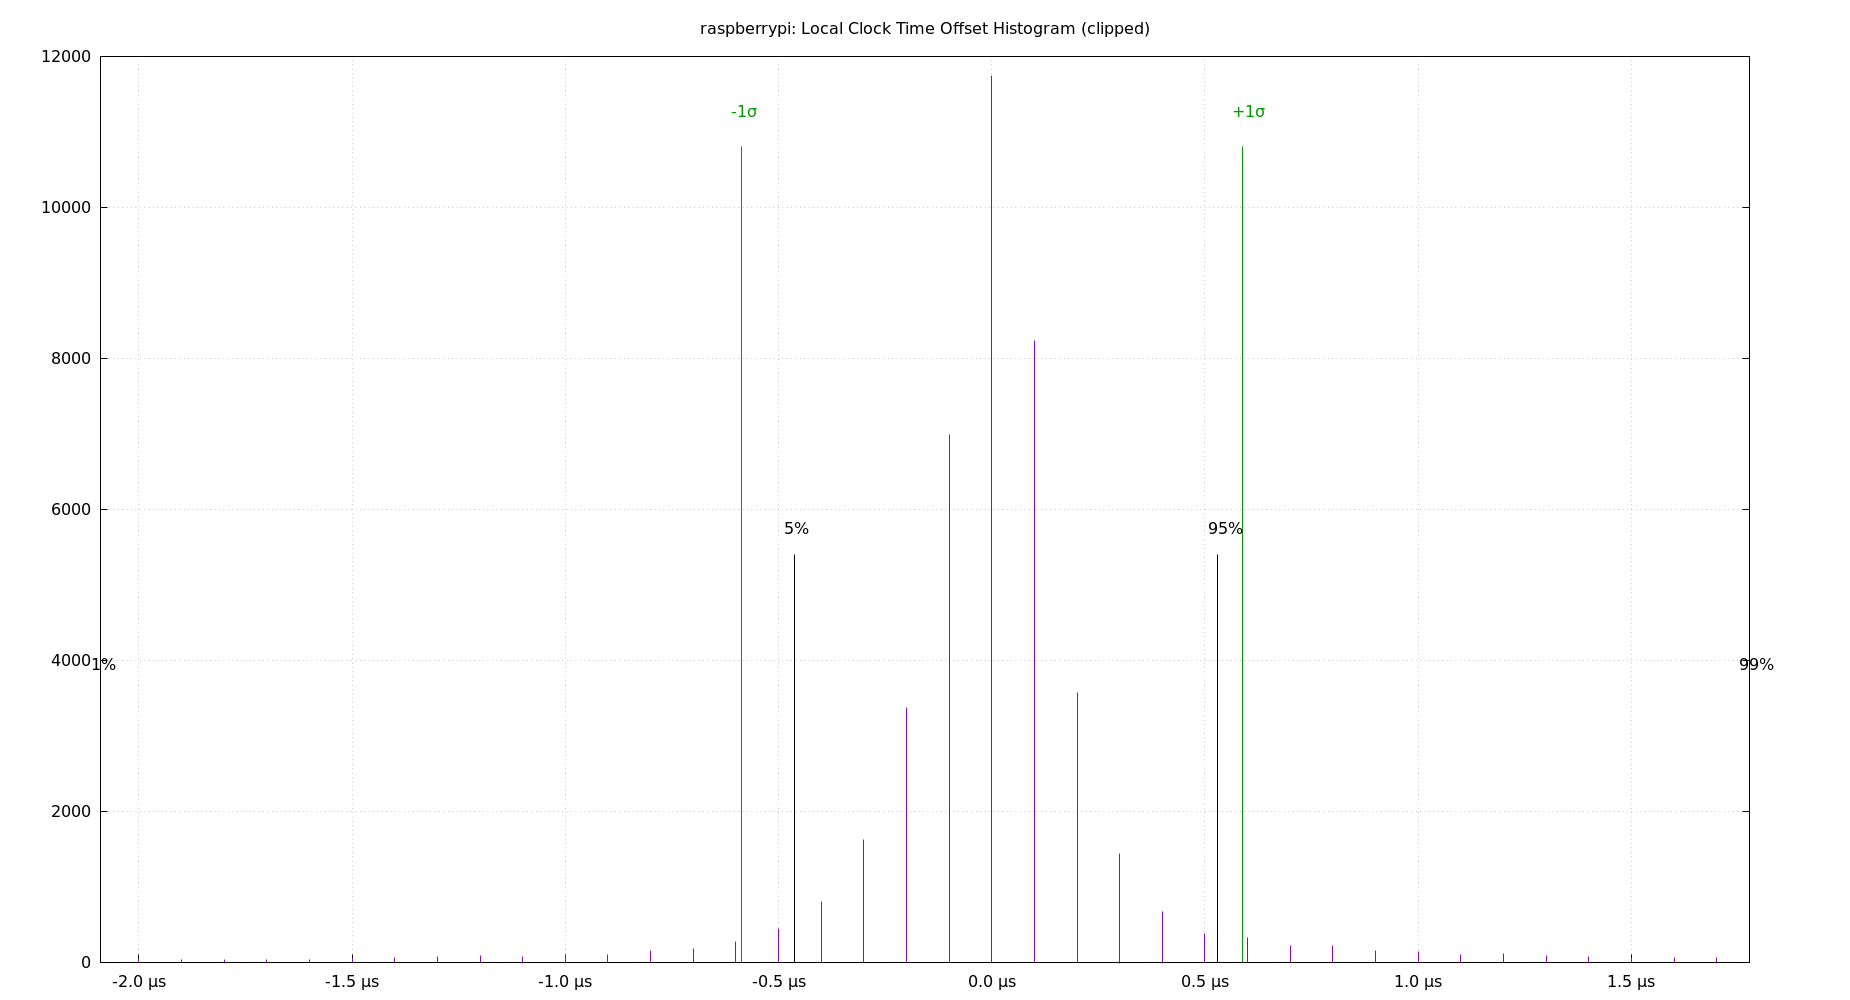 raspberrypi: Local Clock Time Offset Histogram (clipped)
12000
-1σ
+1σ
10000
8000
6000
5%
95%
4000
1%
99%
2000
0
-2.0 µs
-1.5 µs
-1.0 µs
-0.5 µs
0.0 µs
0.5 µs
1.0 µs
1.5 µs